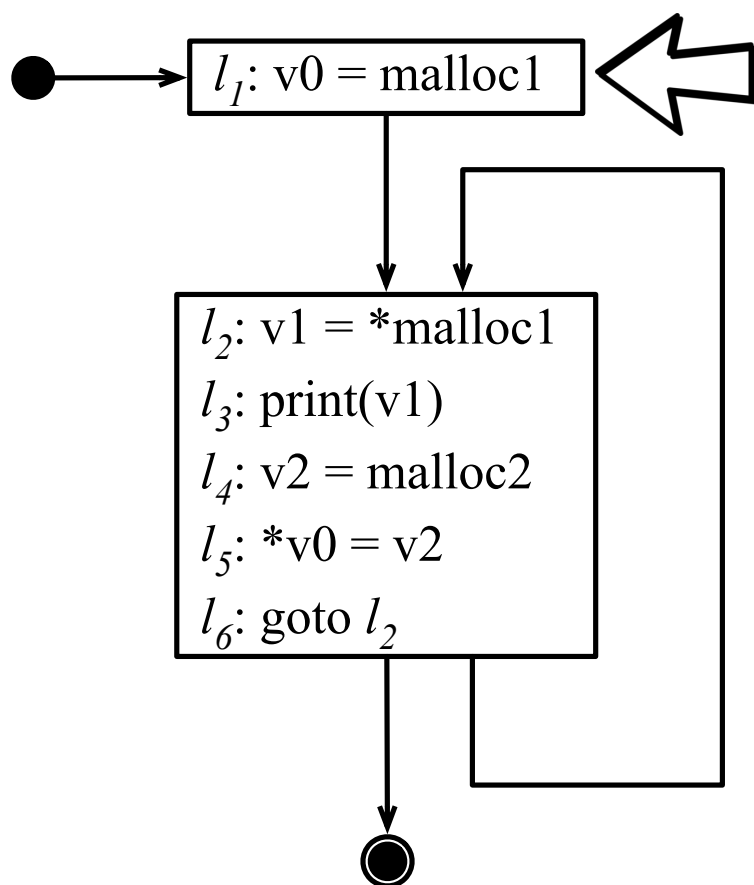 l1: v0 = malloc1
l2: v1 = *malloc1
l3: print(v1)
l4: v2 = malloc2
l5: *v0 = v2
l6: goto l2